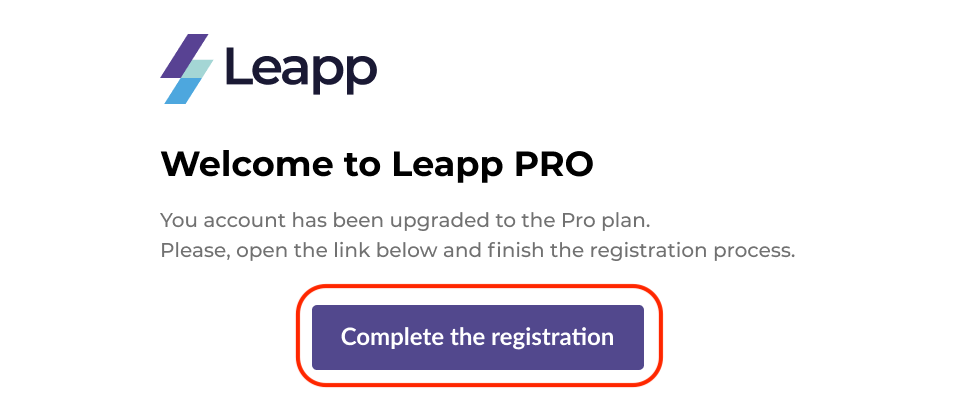 Leapp
Welcome to Leapp PRO
You account has been upgraded to the Pro plan.
Please, open the link below and finish the registration process.
Complete the registration